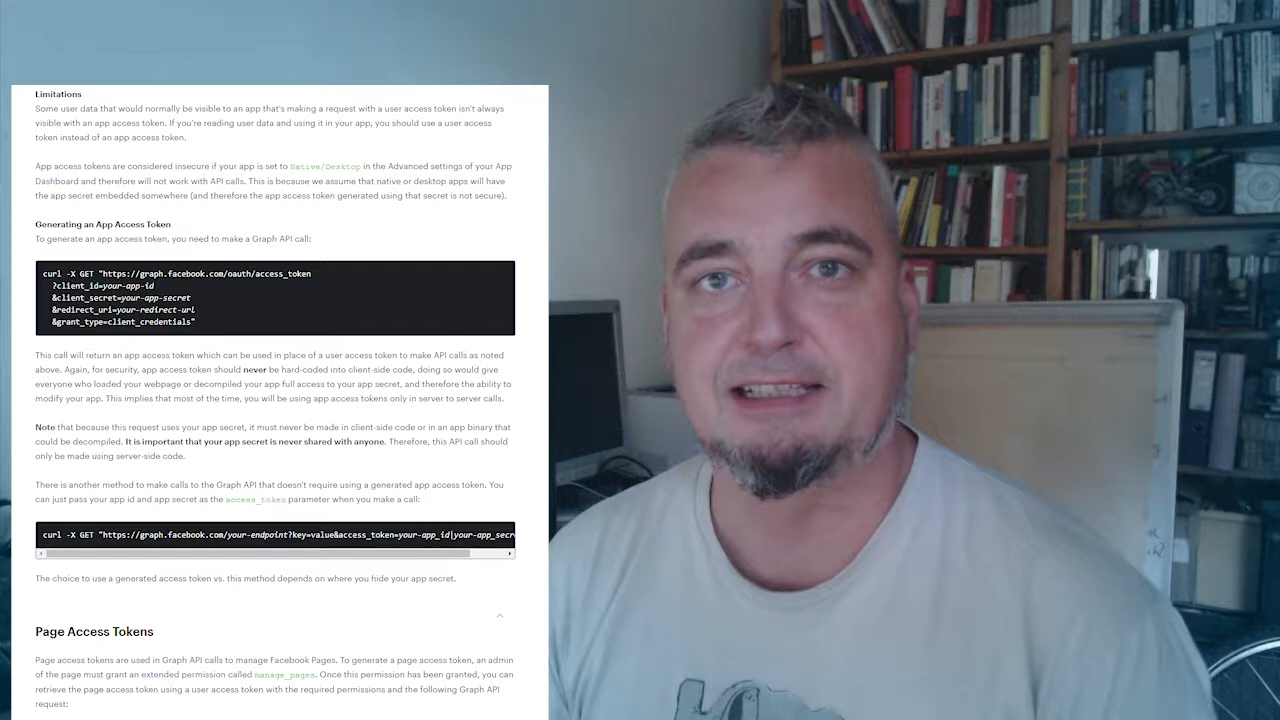 Limitations
Some user data that would normally be visible to an app that's making a request with a user access token isn't always
visible with an app access token. If you're reading user data and using it in your app, you should use a user access
token instead of an app access token.
App access tokens are considered insecure if your app is set to Native/Desktop in the Advanced settings of your App
Dashboard and therefore will not work with API calls. This is because we assume that native or desktop apps will have
the app secret embedded somewhere (and therefore the app access token generated using that secret is not secure).
Generating an App Access Token
To generate an app access token, you need to make a Graph API call:
curl -X GET "https://graph.facebook.com/oauth/access_token
?client_id=your-app-id
&client_secret=your-app-secret
&redirect_uri=your-redirect-url
&grant_type=client_credentials"
This call will return an app access token which can be used in place of a user access token to make API calls as noted
above. Again, for security, app access token should never be hard-coded into client-side code, doing so would give
everyone who loaded your webpage or decompiled your app full access to your app secret, and therefore the ability to
modify your app. This implies that most of the time, you will be using app access tokens only in server to server calls.
Note that because this request uses your app secret, it must never be made in client-side code or in an app binary that
could be decompiled. It is important that your app secret is never shared with anyone. Therefore, this API call should
only be made using server-side code.
There is another method to make calls to the Graph API that doesn't require using a generated app access token. You
can just pass your app id and app secret as the access_token parameter when you make a call:
curl -X GET "https://graph.facebook.com/your-endpoint?key=value&access_token=your-app_id|your-app_secr
The choice to use a generated access token vs. this method depends on where you hide your app secret.
Page Access Tokens
Page access tokens are used in Graph API calls to manage Facebook Pages. To generate a page access token, an admin
of the page must grant an extended permission called manage_pages. Once this permission has been granted, you can
retrieve the page access token using a user access token with the required permissions and the following Graph API
request: